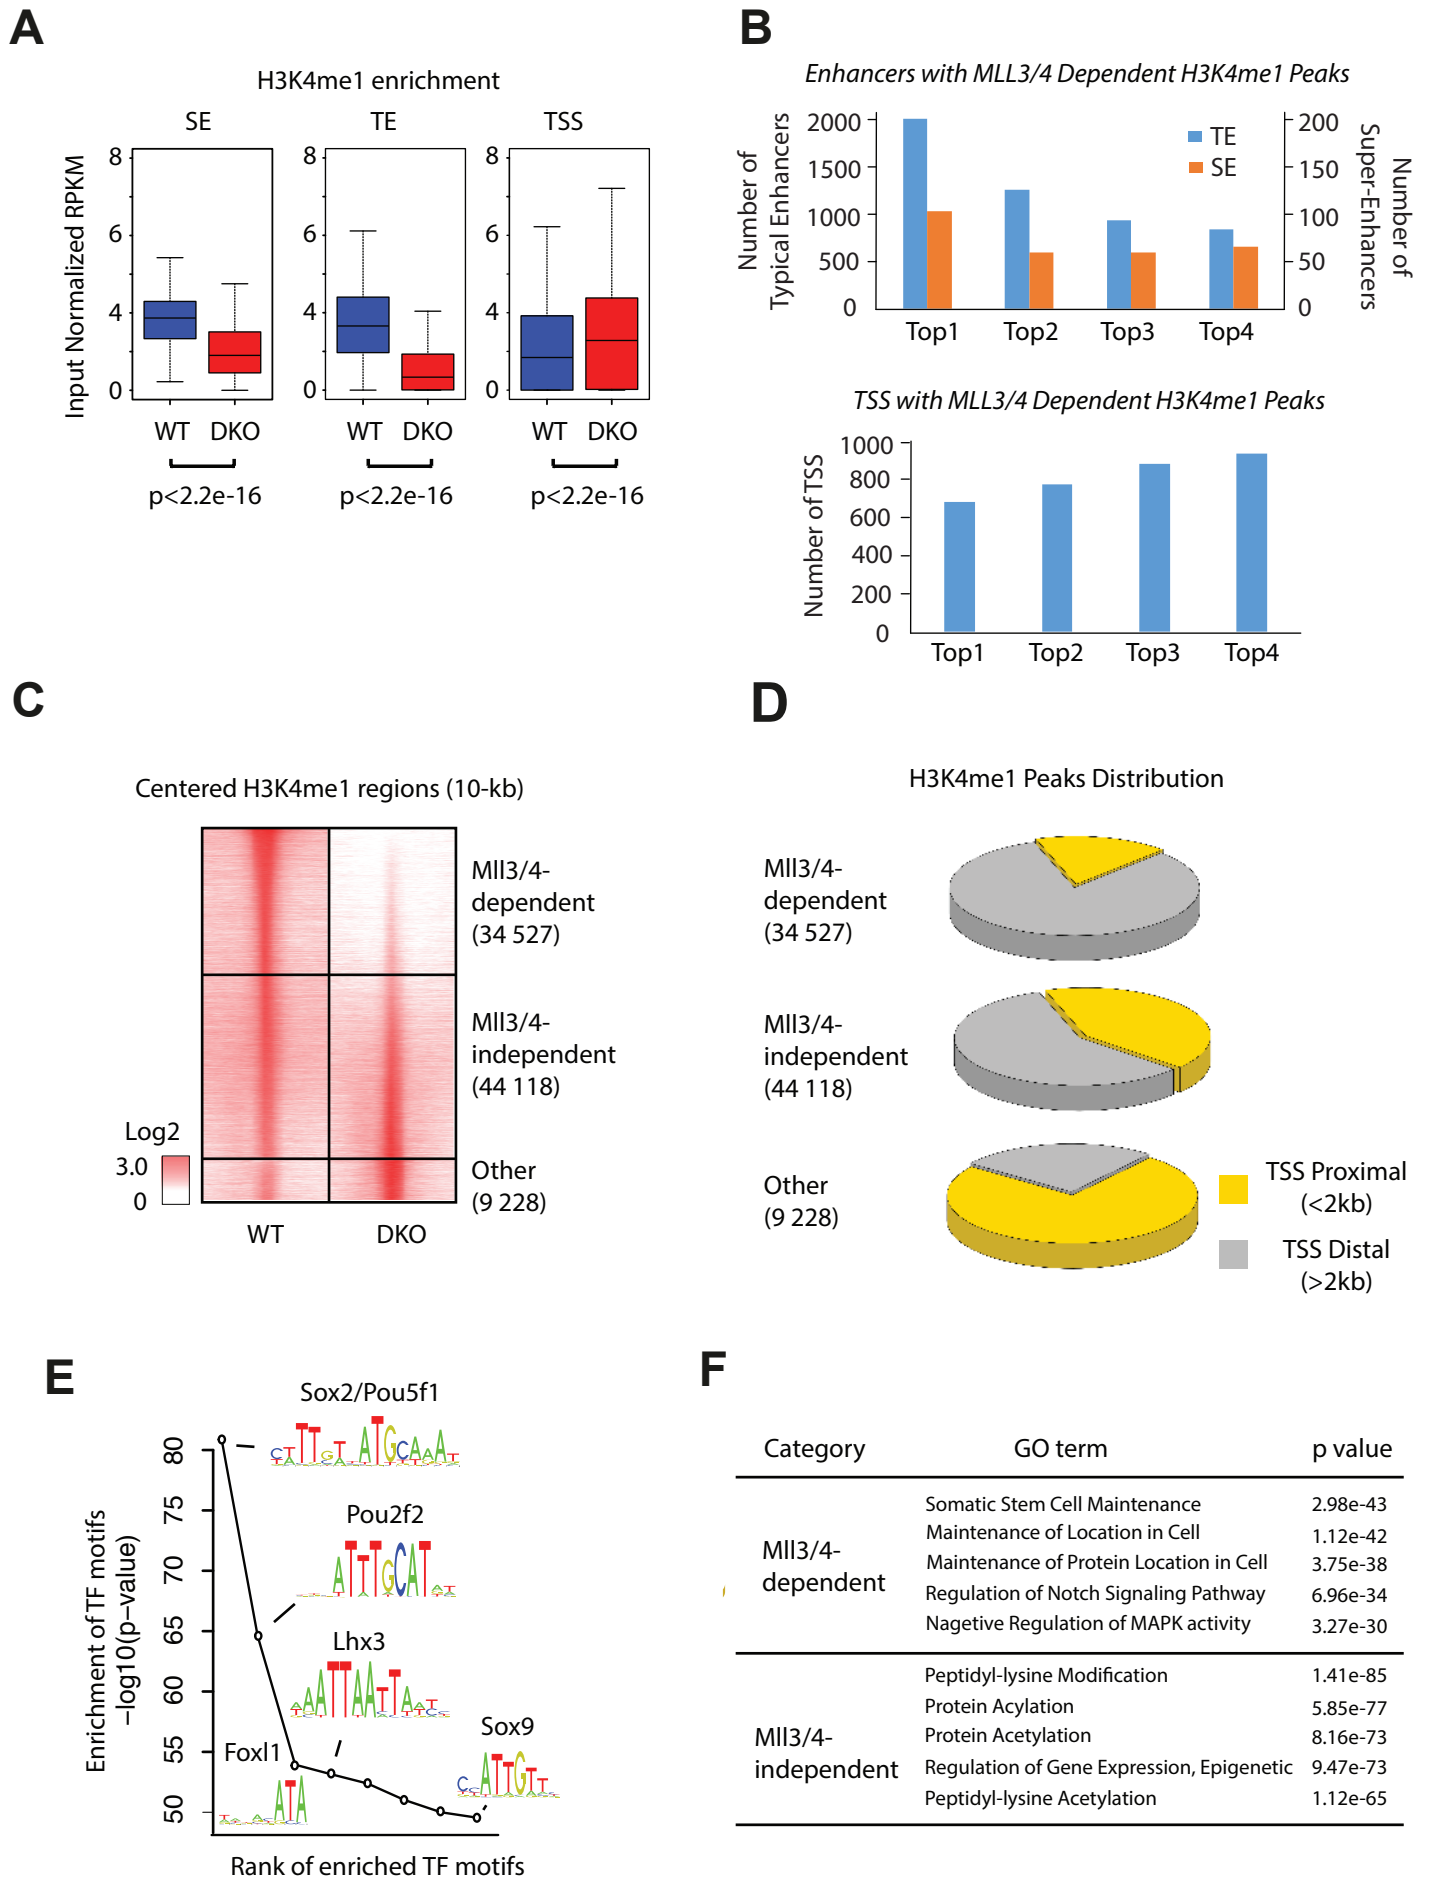 A
H3K4me1 enrichment
SE TE TSS
Input Normalized RPKM
8 8 8
6 6 6
4 4 4
0 0 0
WT DKO WT DKO WT DKO
p<2.2e-16 p<2.2e-16 p<2.2e-16
B
Enhancers with MLL3/4 Dependent H3K4me1 Peaks
Number of
Typical Enhancers
2000
1500
1000
500
0
TE
SE
200
150
100
50
0
Number of
Super-Enhancers
Top1 Top2 Top3 Top4
TSS with MLL3/4 Dependent H3K4me1 Peaks
Number of TSS
1000
800
600
400
200
0
Top1 Top2 Top3 Top4
C
Centered H3K4me1 regions (10-kb)
Mll3/4-
dependent
(34 527)
Mll3/4-
independent
(44 118)
Other
(9 228)
Log2
3.0
0
WT DKO
D
H3K4me1 Peaks Distribution
Mll3/4-
dependent
(34 527)
Mll3/4-
independent
(44 118)
Other
(9 228)
TSS Proximal
(<2kb)
TSS Distal
(>2kb)
E
Enrichment of TF motifs
−log10(p−value)
80
75
70
65
60
55
50
Sox2/Pou5f1
Pou2f2
Lhx3
Sox9
Foxl1
Rank of enriched TF motifs
F
Category GO term p value
Mll3/4-
dependent
Somatic Stem Cell Maintenance 2.98e-43
Maintenance of Location in Cell 1.12e-42
Maintenance of Protein Location in Cell 3.75e-38
Regulation of Notch Signaling Pathway 6.96e-34
Nagetive Regulation of MAPK activity 3.27e-30
Mll3/4-
independent
Peptidyl-lysine Modification 1.41e-85
Protein Acylation 5.85e-77
Protein Acetylation 8.16e-73
Regulation of Gene Expression, Epigenetic 9.47e-73
Peptidyl-lysine Acetylation 1.12e-65